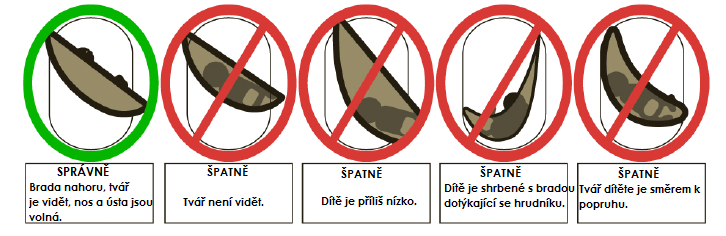 SPRÁVNĚ
Brada nahoru, tvář
je vidět, nos a ústa jsou
volná.
ŠPATNĚ
Tvář není vidět.
ŠPATNĚ
Dítě je příliš nízko.
ŠPATNĚ
Dítě je shrbené s bradou
dotýkající se hrudníku.
ŠPATNĚ
Tvář dítěte je směrem k
popruhu.